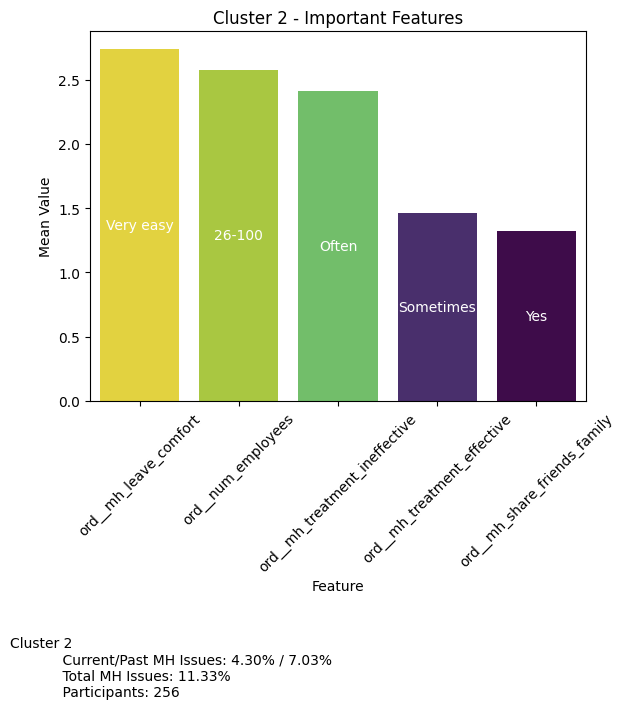 Cluster 2 - Important Features
Mean Value
2.5
2.0
1.5
1.0
0.5
0.0
Very easy
26-100
Often
Sometimes
Yes
ord__mh_leave_comfort
ord__num_employees
ord__mh_treatment_ineffective
ord__mh_treatment_effective
ord__mh_share_friends_family
Feature
Cluster 2
Current/Past MH Issues: 4.30% / 7.03%
Total MH Issues: 11.33%
Participants: 256